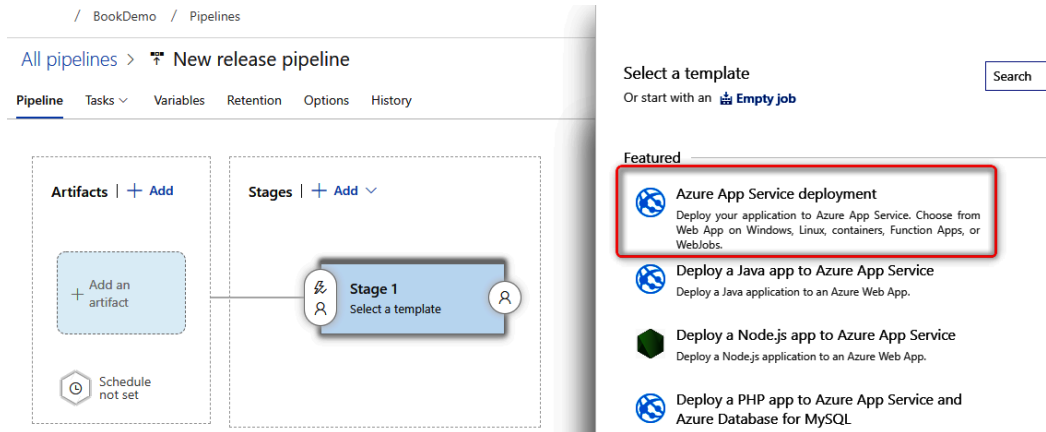 / BookDemo / Pipelines
All pipelines > New release pipeline
Pipeline Tasks Variables Retention Options History
Artifacts | + Add
Stages | + Add
+ Add an
artifact
Stage 1
Select a template
Schedule
not set
Select a template
Search
Or start with an Empty job
Featured
Azure App Service deployment
Deploy your application to Azure App Service. Choose from
Web App on Windows, Linux, containers, Function Apps, or
WebJobs.
Deploy a Java app to Azure App Service
Deploy a Java application to an Azure Web App.
Deploy a Node.js app to Azure App Service
Deploy a Node.js application to an Azure Web App.
Deploy a PHP app to Azure App Service and
Azure Database for MySQL